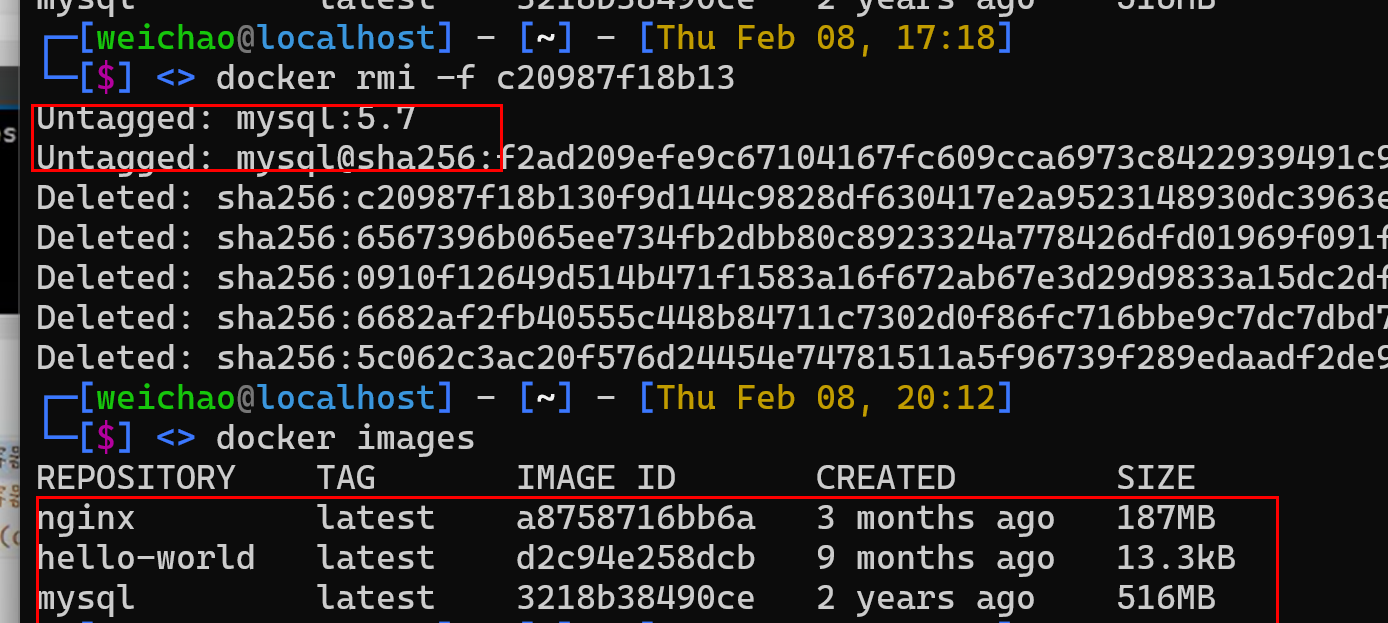 mysql latest 3218b38490ce 2 years ago 516MB
[weichao@localhost] - [~] - [Thu Feb 08, 17:18]
[$] <> docker rmi -f c20987f18b13
Untagged: mysql:5.7
Untagged: mysql@sha256:f2ad209efe9c67104167fc609cca6973c8422939491c9
Deleted: sha256:c20987f18b130f9d144c9828df630417e2a9523148930dc3963e
Deleted: sha256:6567396b065ee734fb2dbb80c8923324a778426dfd01969f091f
Deleted: sha256:0910f12649d514b471f1583a16f672ab67e3d29d9833a15dc2df
Deleted: sha256:6682af2fb40555c448b84711c7302d0f86fc716bbe9c7dc7dbd7
Deleted: sha256:5c062c3ac20f576d24454e74781511a5f96739f289edaadf2de9
[weichao@localhost] - [~] - [Thu Feb 08, 20:12]
[$] <> docker images
REPOSITORY TAG IMAGE ID CREATED SIZE
nginx latest a8758716bb6a 3 months ago 187MB
hello-world latest d2c94e258dcb 9 months ago 13.3kB
mysql latest 3218b38490ce 2 years ago 516MB